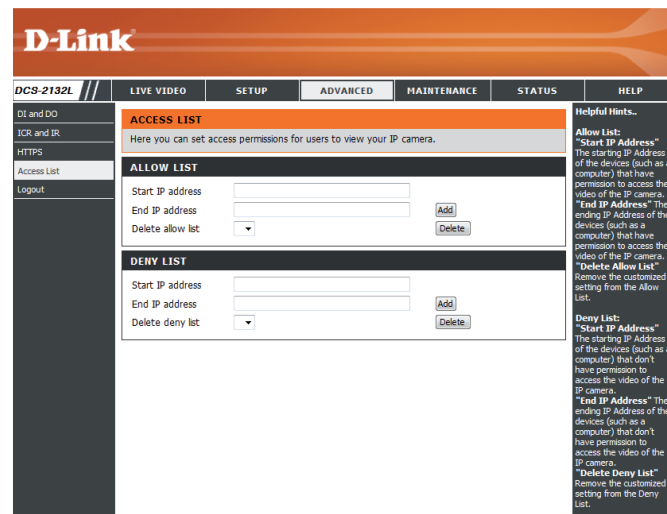 D-Link
DCS-2132L
LIVE VIDEO
SETUP
ADVANCED
MAINTENANCE
STATUS
HELP
DI and DO
ICR and IR
HTTPS
Access List
Logout
ACCESS LIST
Here you can set access permissions for users to view your IP camera.
ALLOW LIST
Start IP address
End IP address
Add
Delete allow list
Delete
DENY LIST
Start IP address
End IP address
Add
Delete deny list
Delete
Helpful Hints..
Allow List:
"Start IP Address"
The starting IP Address
of the devices (such as
computer) that have
permission to access the
video of the IP camera.
"End IP Address" The
ending IP Address of the
devices (such as a
computer) that have
permission to access the
video of the IP camera.
"Delete Allow List"
Remove the customized
setting from the Allow
List.
Deny List:
"Start IP Address"
The starting IP Address
of the devices (such as
computer) that don't
have permission to
access the video of the
IP camera.
"End IP Address" The
ending IP Address of the
devices (such as a
computer) that don't
have permission to
access the video of the
IP camera.
"Delete Deny List"
Remove the customized
setting from the Deny
List.